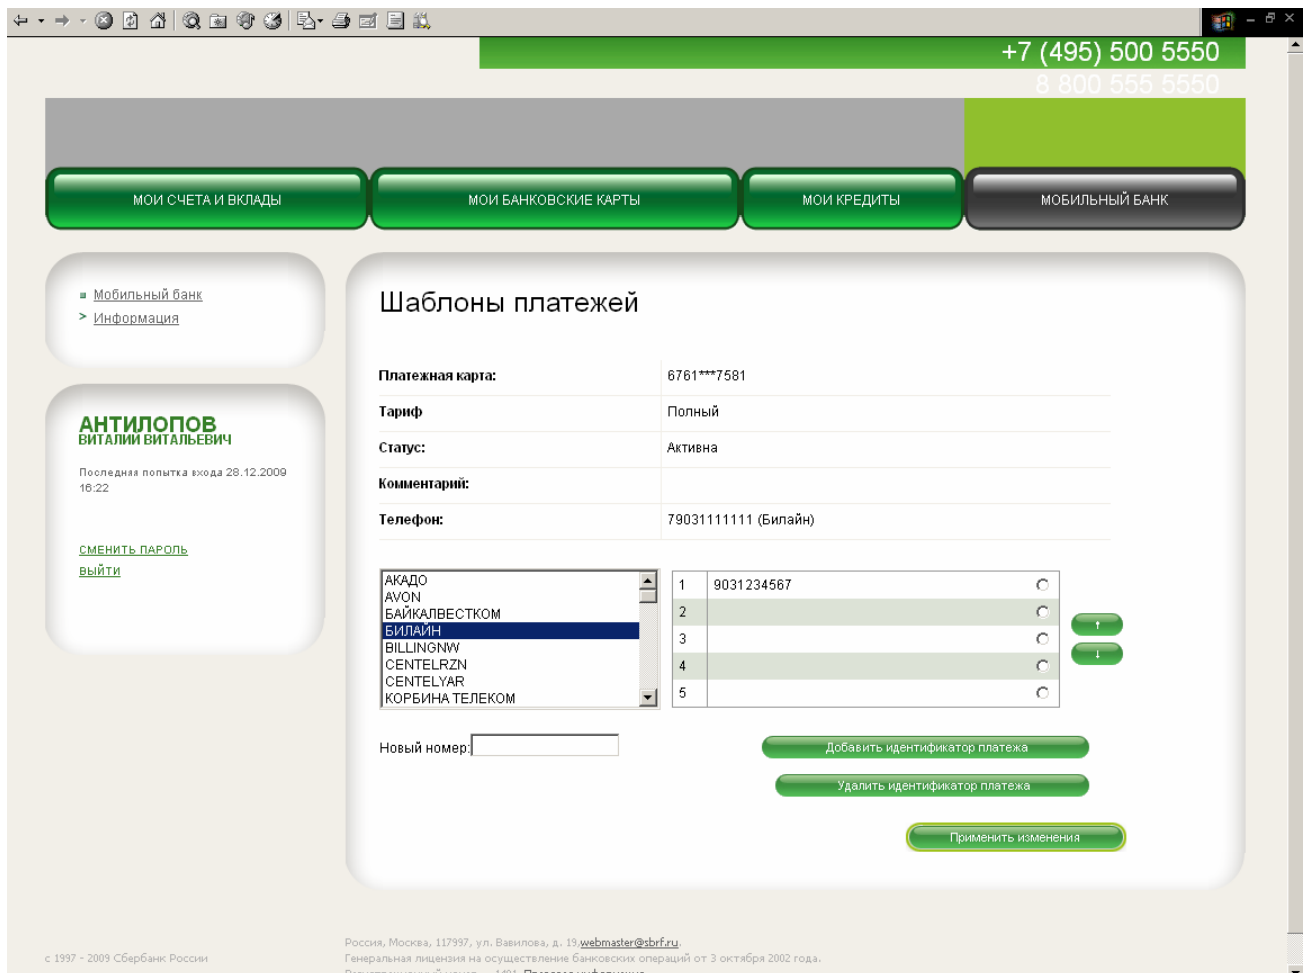 +7 (495) 500 5550
8 800 555 5550
МОИ СЧЕТА И ВКЛАДЫ
МОИ БАНКОВСКИЕ КАРТЫ
МОИ КРЕДИТЫ
МОБИЛЬНЫЙ БАНК
Мобильный банк
Информация
АНТИЛОПОВ
ВИТАЛИЙ ВИТАЛЬЕВИЧ
Последняя попытка входа 28.12.2009
16:22
СМЕНИТЬ ПАРОЛЬ
ВЫЙТИ
Шаблоны платежей
Платежная карта: 6761***7581
Тариф Полный
Статус: Активна
Комментарий:
Телефон: 79031111111 (Билайн)
АКАДО
AVON
БАЙКАЛВЕСТКОМ
БИЛАЙН
BILLINGNW
CENTELRZN
CENTELYAR
КОРБИНА ТЕЛЕКОМ
1 9031234567
2
3
4
5
↑
↓
Новый номер:
Добавить идентификатор платежа
Удалить идентификатор платежа
Применить изменения
с 1997 - 2009 Сбербанк России
Россия, Москва, 117997, ул. Вавилова, д. 19,webmaster@sbrf.ru.
Генеральная лицензия на осуществление банковских операций от 3 октября 2002 года.